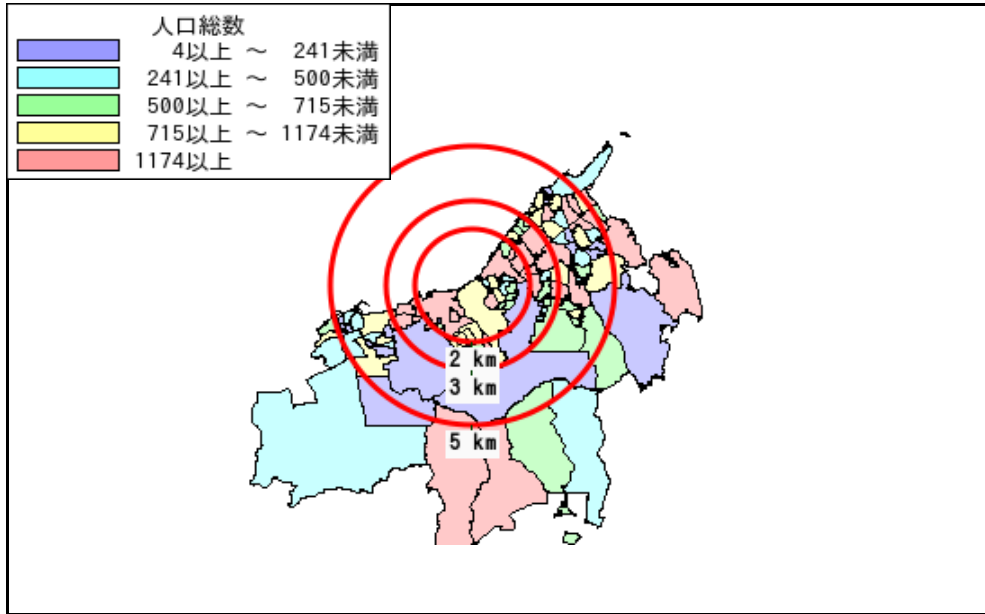 人口総数
4以上 ～ 241未満
241以上 ～ 500未満
500以上 ～ 715未満
715以上 ～ 1174未満
1174以上
2 km
3 km
5 km